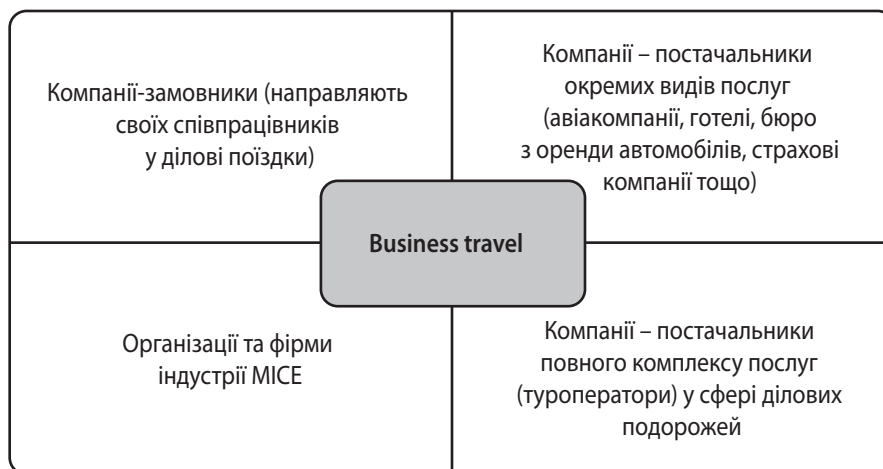 Компанії-замовники (направляють
своїх співпрацівників
у ділові поїздки)
Компанії – постачальники
окремих видів послуг
(авіакомпанії, готелі, бюро
з оренди автомобілів, страхові
компанії тощо)
Business travel
Організації та фірми
індустрії MICE
Компанії – постачальники
повного комплексу послуг
(туроператори) у сфері ділових
подорожей